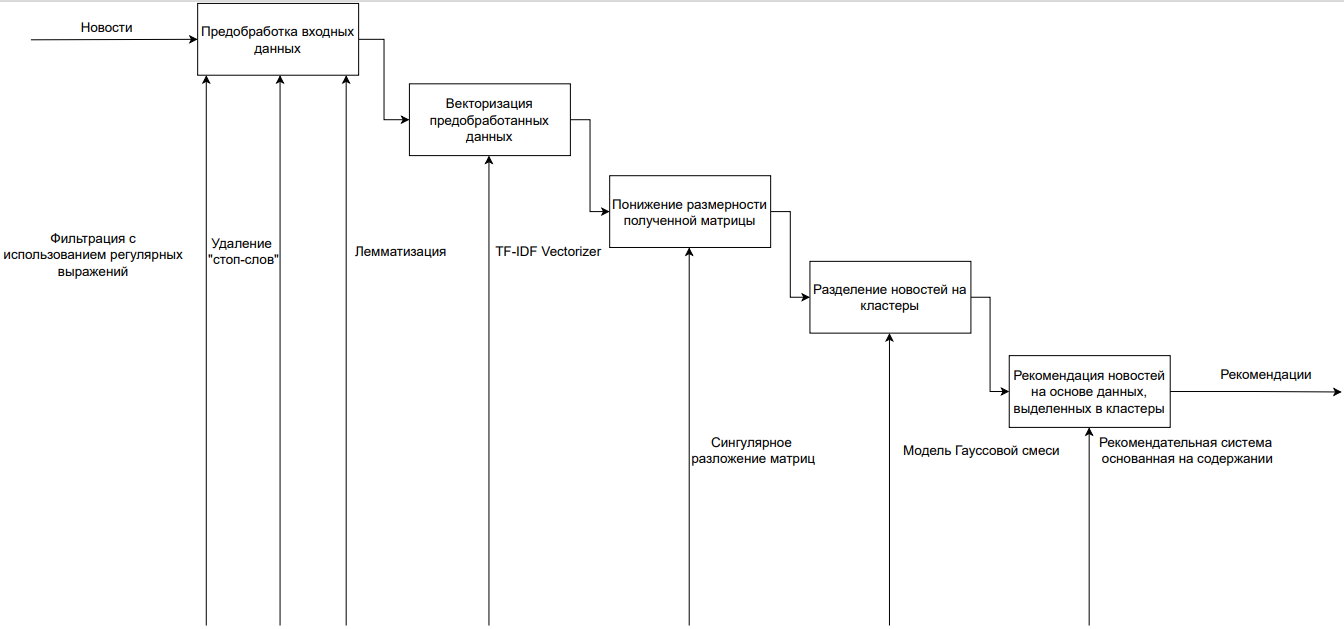 Новости
Предобработка входных
данных
Векторизация
предобработанных
данных
Понижение размерности
полученной матрицы
Фильтрация с
использованием регулярных
выражений
Удаление
"стоп-слов"
Лемматизация
TF-IDF Vectorizer
Разделение новостей на
кластеры
Рекомендация новостей
на основе данных,
выделенных в кластеры
Рекомендации
Сингулярное
разложение матриц
Модель Гауссовой смеси
Рекомендательная система
основанная на содержании